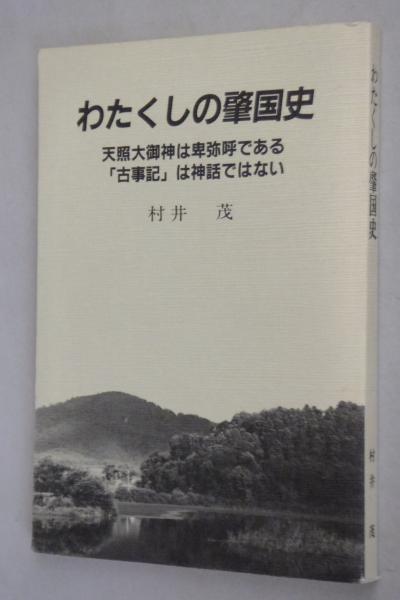 わたくしの肇国史
天照大御神は卑弥呼である
「古事記」は神話ではない
村井　茂
わたくしの肇国史
村井　茂